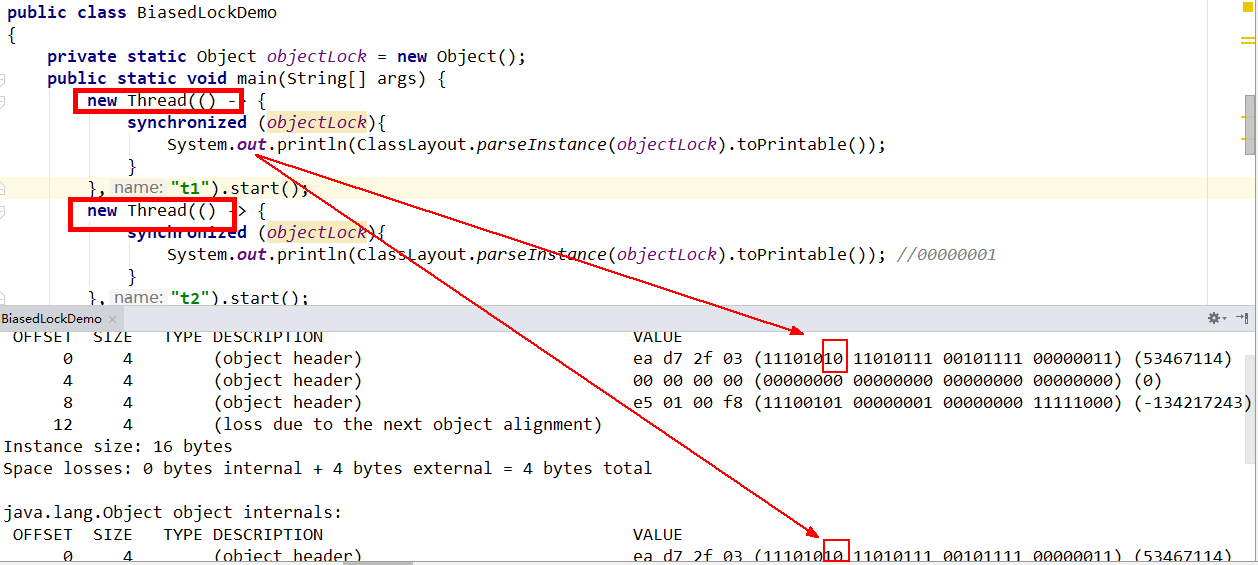 public class BiasedLockDemo
{
private static Object objectLock = new Object();
public static void main(String[] args) {
new Thread(() -> {
synchronized (objectLock){
System.out.println(ClassLayout.parseInstance(objectLock).toPrintable());
}
}, name: "t1").start();
new Thread(() -> {
synchronized (objectLock){
System.out.println(ClassLayout.parseInstance(objectLock).toPrintable()); //00000001
}
}, name: "t2").start();
BiasedLockDemo ×
OFFSET SIZE TYPE DESCRIPTION VALUE
0 4 (object header) ea d7 2f 03 (11101010 11010111 00101111 00000011) (53467114)
4 4 (object header) 00 00 00 00 (00000000 00000000 00000000 00000000) (0)
8 4 (object header) e5 01 00 f8 (11100101 00000001 00000000 11111000) (-134217243)
12 4 (loss due to the next object alignment)
Instance size: 16 bytes
Space losses: 0 bytes internal + 4 bytes external = 4 bytes total
java.lang.Object object internals:
OFFSET SIZE TYPE DESCRIPTION VALUE
0 4 (object header) ea d7 2f 03 (11101010 11010111 00101111 00000011) (53467114)